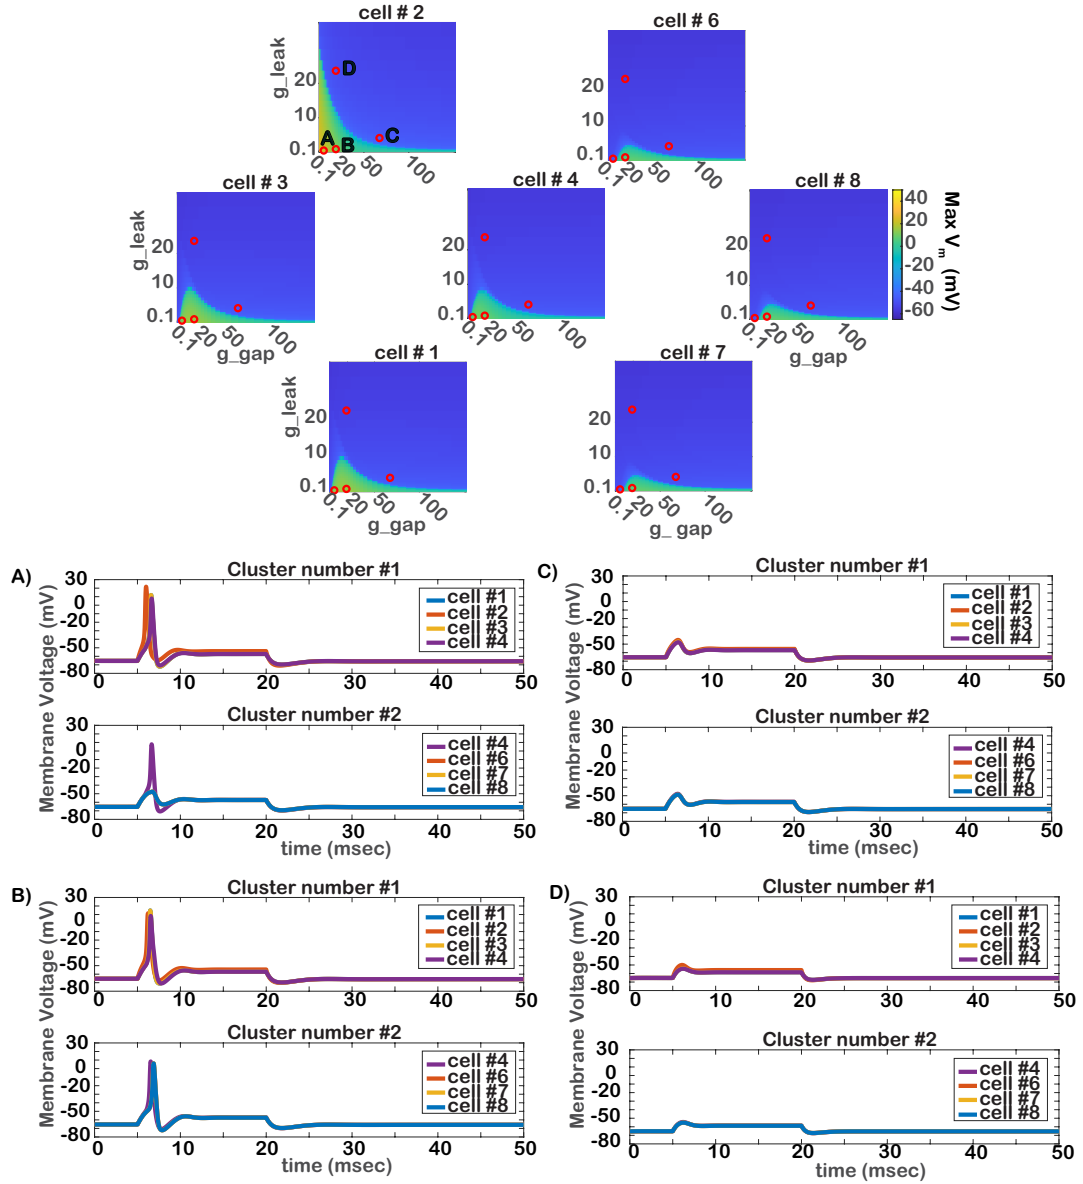 cell # 2
cell # 6
g_leak
20
10
0.1
D
A
B
C
0.1
20
50
100
20
10
0.1
0.1
20
50
100
cell # 3
cell # 4
cell # 8
g_leak
20
10
0.1
0.1
20
50
100
g_gap
20
10
0.1
0.1
20
50
100
20
10
0.1
0.1
20
50
100
g_gap
40
20
0
-20
-40
-60
Max V_m (mV)
cell # 1
cell # 7
g_leak
20
10
0.1
0.1
20
50
100
g_gap
20
10
0.1
0.1
20
50
100
g_ gap
A)
Cluster number #1
30
0
-20
-50
-80
0 10 20 30 40 50
cell #1
cell #2
cell #3
cell #4
Membrane Voltage (mV)
Cluster number #2
30
0
-20
-50
-80
0 10 20 30 40 50
cell #4
cell #6
cell #7
cell #8
time (msec)
C)
Cluster number #1
30
0
-20
-50
-80
0 10 20 30 40 50
cell #1
cell #2
cell #3
cell #4
Membrane Voltage (mV)
Cluster number #2
30
0
-20
-50
-80
0 10 20 30 40 50
cell #4
cell #6
cell #7
cell #8
time (msec)
B)
Cluster number #1
30
0
-20
-50
-80
0 10 20 30 40 50
cell #1
cell #2
cell #3
cell #4
Membrane Voltage (mV)
Cluster number #2
30
0
-20
-50
-80
0 10 20 30 40 50
cell #4
cell #6
cell #7
cell #8
time (msec)
D)
Cluster number #1
30
0
-20
-50
-80
0 10 20 30 40 50
cell #1
cell #2
cell #3
cell #4
Membrane Voltage (mV)
Cluster number #2
30
0
-20
-50
-80
0 10 20 30 40 50
cell #4
cell #6
cell #7
cell #8
time (msec)